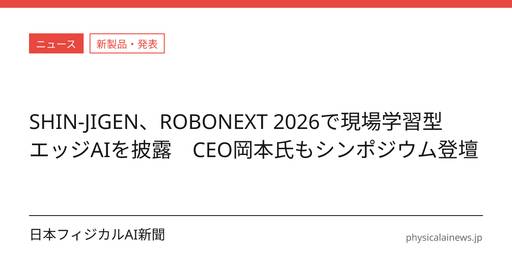 ニュース 新製品・発表
SHIN-JIGEN、ROBONEXT 2026で現場学習型
エッジAIを披露　CEO岡本氏もシンポジウム登壇
日本フィジカルAI新聞 physicalainews.jp